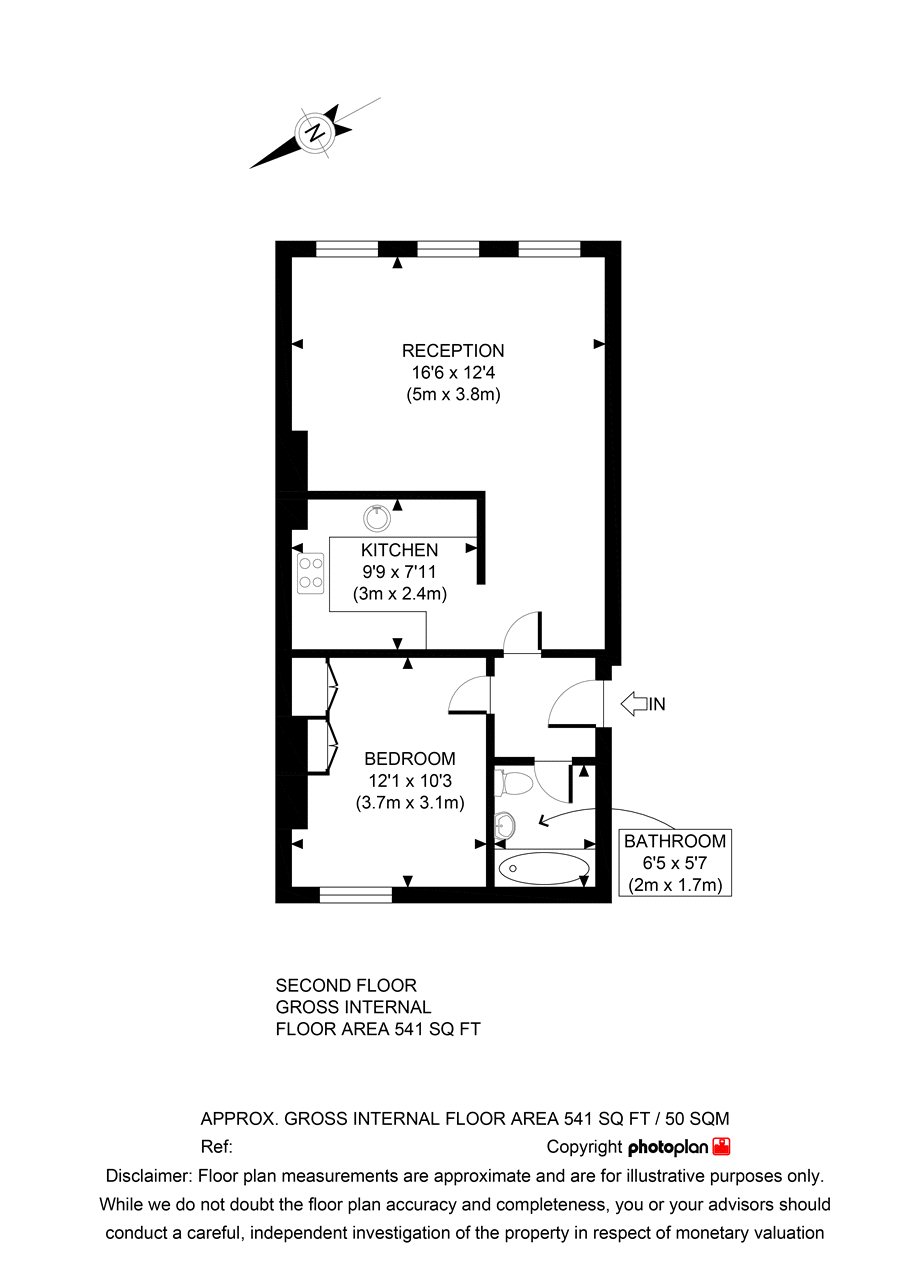 N
RECEPTION
16'6 x 12'4
(5m x 3.8m)
KITCHEN
9'9 x 7'11
(3m x 2.4m)
IN
BEDROOM
12'1 x 10'3
(3.7m x 3.1m)
BATHROOM
6'5 x 5'7
(2m x 1.7m)
SECOND FLOOR
GROSS INTERNAL
FLOOR AREA 541 SQ FT
APPROX. GROSS INTERNAL FLOOR AREA 541 SQ FT / 50 SQM
Ref: Copyright photoplan
Disclaimer: Floor plan measurements are approximate and are for illustrative purposes only.
While we do not doubt the floor plan accuracy and completeness, you or your advisors should
conduct a careful, independent investigation of the property in respect of monetary valuation